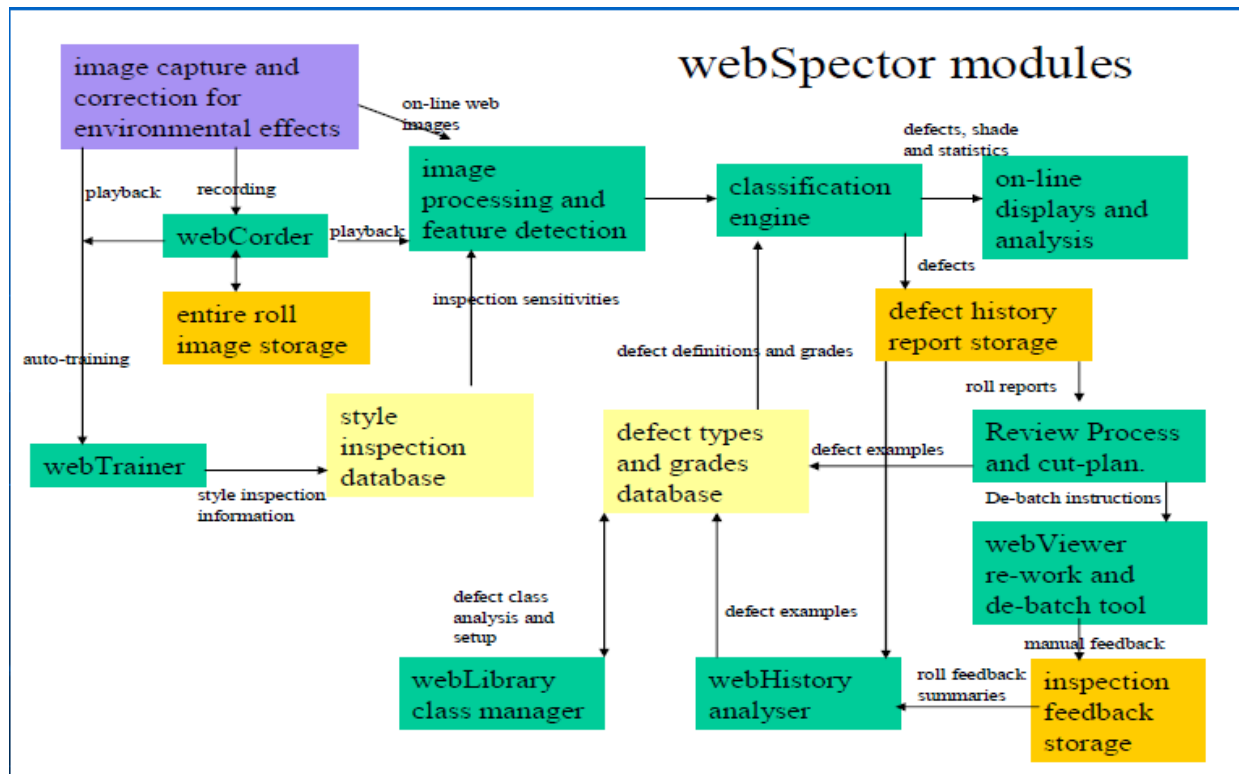 webSpector modules
image capture and
correction for
environmental effects
on-line web
images
defects, shade
and statistics
image
processing and
feature detection
classification
engine
on-line
displays and
analysis
playback
recording
webCorder
playback
defects
inspection sensitivities
entire roll
image storage
defect history
report storage
defect definitions and grades
auto-training
roll reports
style
inspection
database
defect types
and grades
database
Review Process
and cut-plan.
defect examples
webTrainer
style inspection
information
De-batch instructions
webViewer
re-work and
de-batch tool
defect class
analysis and
setup
defect examples
manual feedback
webLibrary
class manager
webHistory
analyser
roll feedback
summaries
inspection
feedback
storage